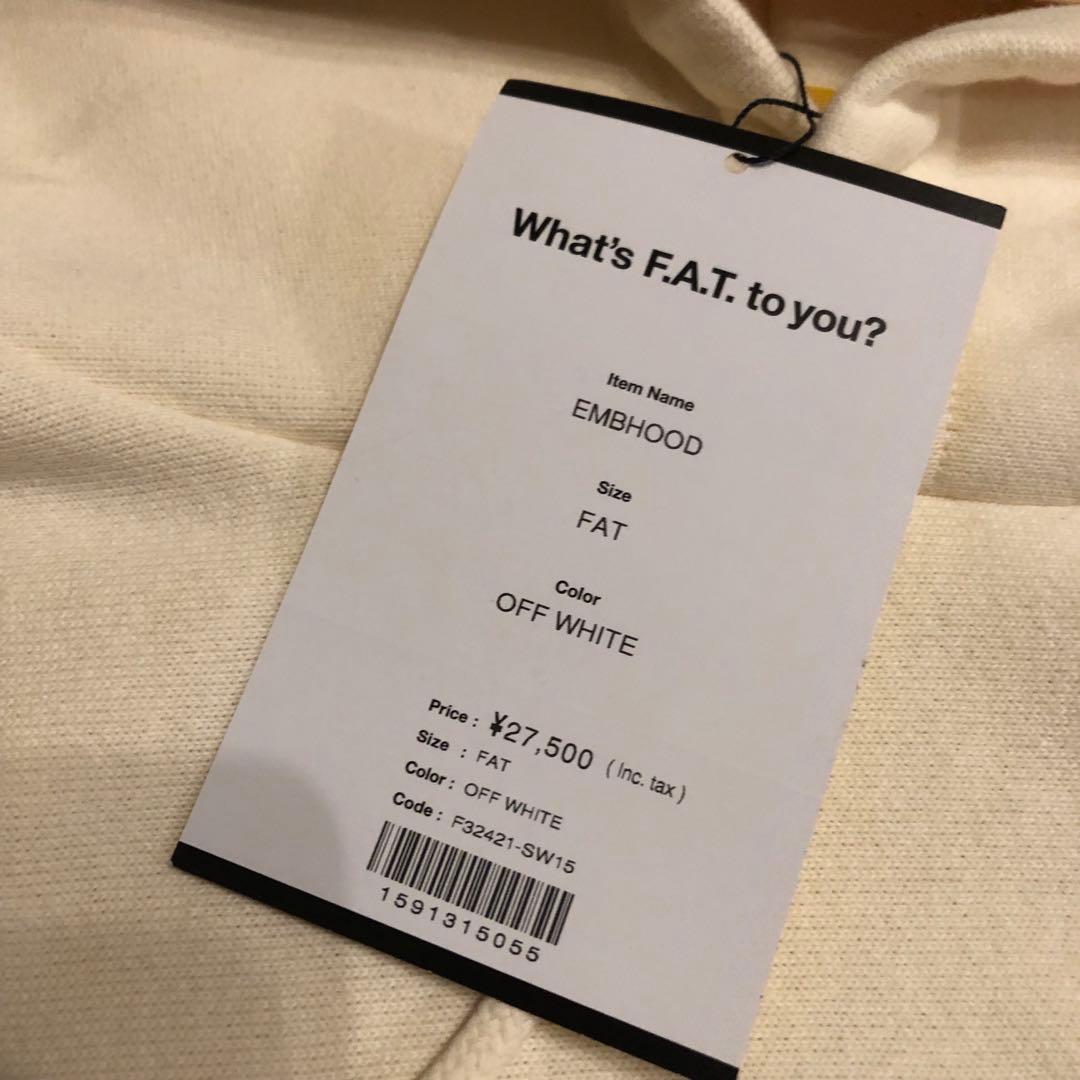 What's F.A.T. to you?
Item Name
EMBHOOD
Size
FAT
Color
OFF WHITE
Price : ¥27,500 ( Inc. tax )
Size : FAT
Color : OFF WHITE
Code : F32421-SW15
1591315055